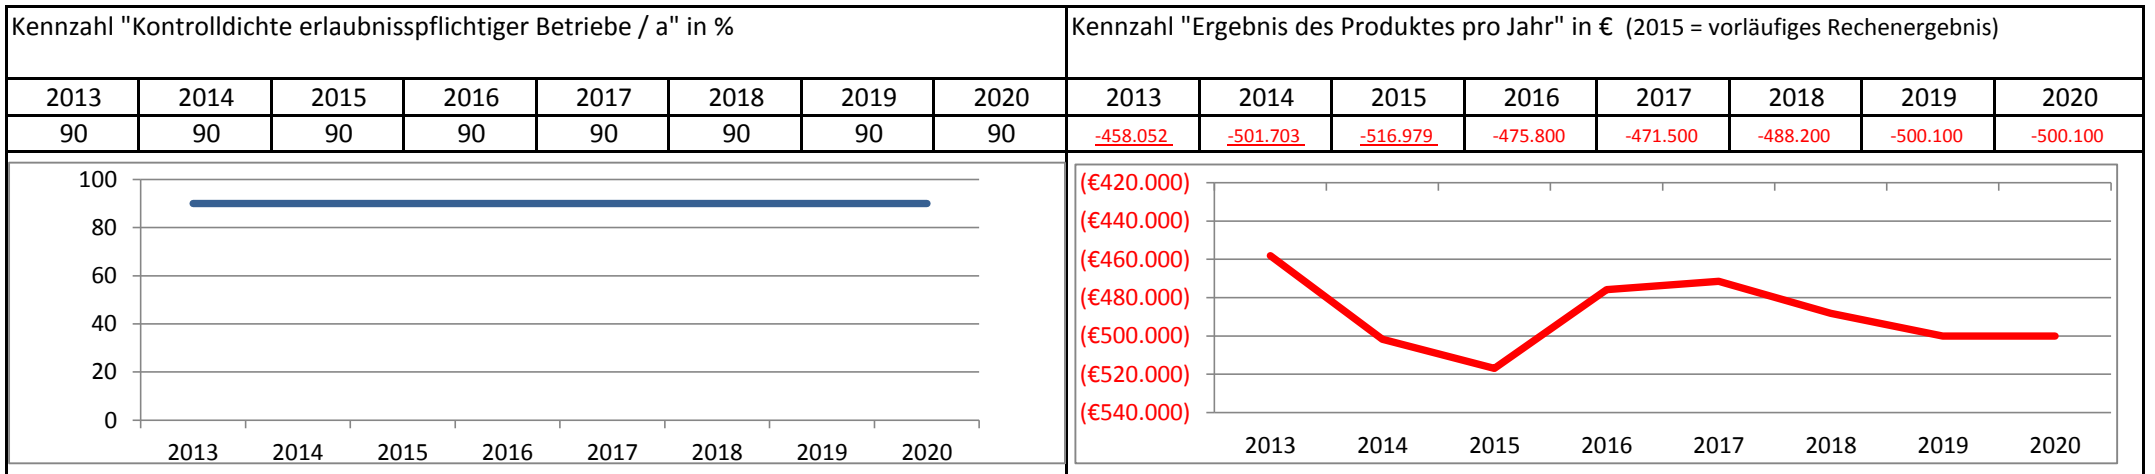 Kennzahl "Kontrolldichte erlaubnisspflichtiger Betriebe / a" in %
2013 2014 2015 2016 2017 2018 2019 2020
90 90 90 90 90 90 90 90
100
80
60
40
20
0
2013 2014 2015 2016 2017 2018 2019 2020
Kennzahl "Ergebnis des Produktes pro Jahr" in € (2015 = vorläufiges Rechenergebnis)
2013 2014 2015 2016 2017 2018 2019 2020
-458.052 -501.703 -516.979 -475.800 -471.500 -488.200 -500.100 -500.100
(€420.000)
(€440.000)
(€460.000)
(€480.000)
(€500.000)
(€520.000)
(€540.000)
2013 2014 2015 2016 2017 2018 2019 2020